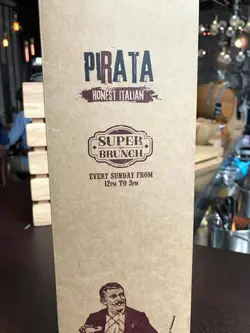 PIRATA
HONEST ITALIAN
SUPER
BRUNCH
EVERY SUNDAY FROM
12PM TO 3PM